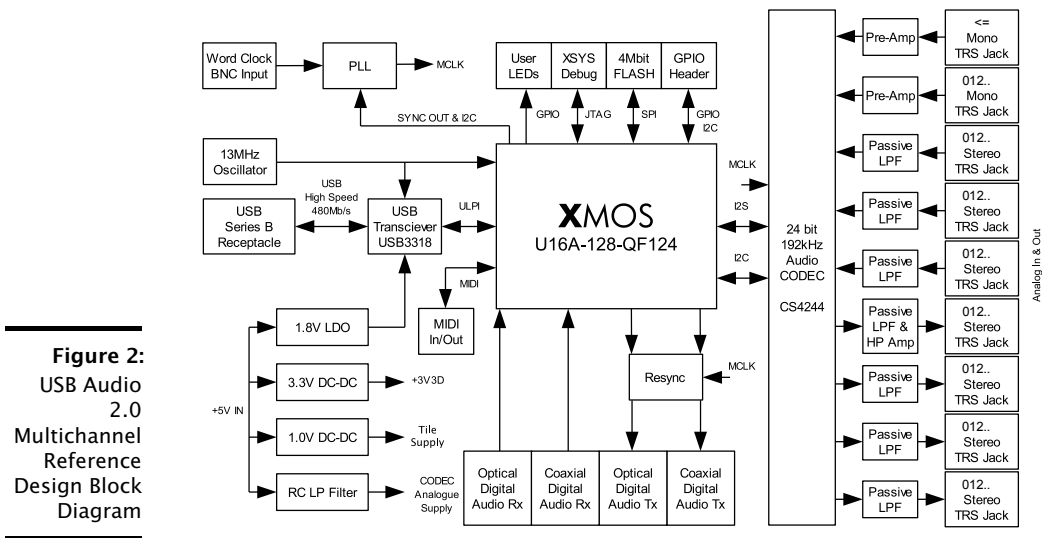 Word Clock
BNC Input
PLL
MCLK
SYNC OUT & I2C
User
LEDs
XSYS
Debug
4Mbit
FLASH
GPIO
Header
GPIO
JTAG
SPI
GPIO
I2C
13MHz
Oscillator
USB
High Speed
480Mb/s
USB
Series B
Receptacle
USB
Transciever
USB3318
ULPI
XMOS
U16A-128-QF124
MCLK
I2S
I2C
MIDI
MIDI
In/Out
+5V IN
1.8V LDO
3.3V DC-DC
+3V3D
1.0V DC-DC
Tile
Supply
RC LP Filter
CODEC
Analogue
Supply
Resync
MCLK
Optical
Digital
Audio Rx
Coaxial
Digital
Audio Rx
Optical
Digital
Audio Tx
Coaxial
Digital
Audio Tx
24 bit
192kHz
Audio
CODEC
CS4244
Pre-Amp
<=
Mono
TRS Jack
Pre-Amp
012..
Mono
TRS Jack
Passive
LPF
012..
Stereo
TRS Jack
Passive
LPF
012..
Stereo
TRS Jack
Passive
LPF
012..
Stereo
TRS Jack
Passive
LPF &
HP Amp
012..
Stereo
TRS Jack
Passive
LPF
012..
Stereo
TRS Jack
Passive
LPF
012..
Stereo
TRS Jack
Passive
LPF
012..
Stereo
TRS Jack
Analog In & Out
Figure 2:
USB Audio
2.0
Multichannel
Reference
Design Block
Diagram